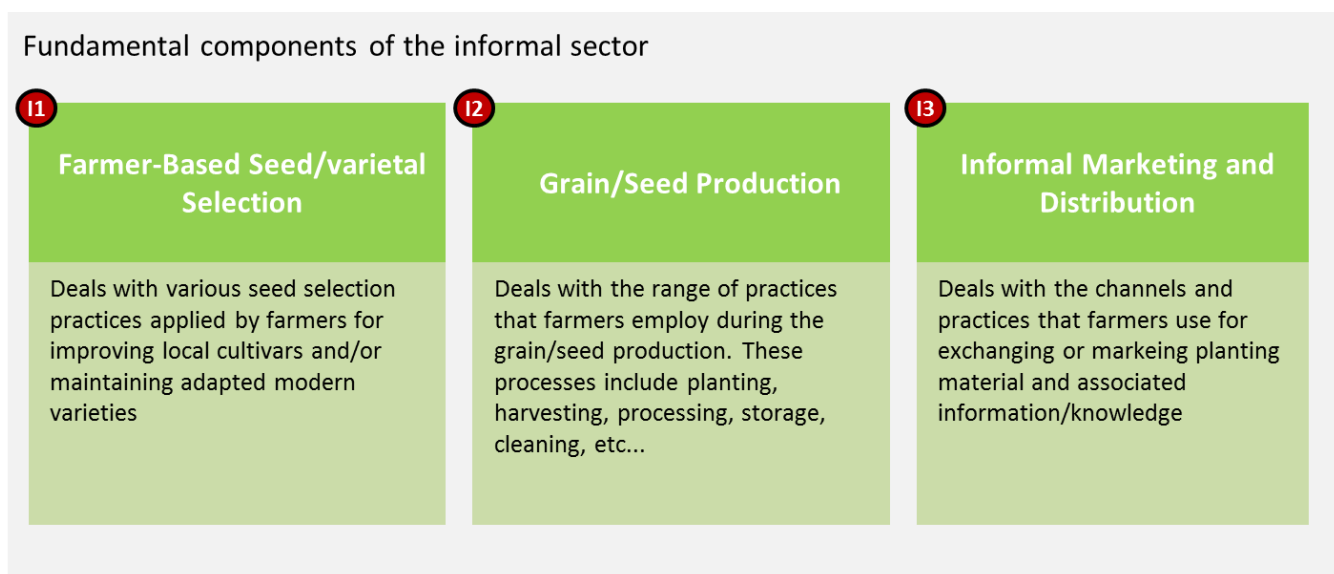 Fundamental components of the informal sector
I1
Farmer-Based Seed/varietal
Selection
Deals with various seed selection
practices applied by farmers for
improving local cultivars and/or
maintaining adapted modern
varieties
I2
Grain/Seed Production
Deals with the range of practices
that farmers employ during the
grain/seed production. These
processes include planting,
harvesting, processing, storage,
cleaning, etc...
I3
Informal Marketing and
Distribution
Deals with the channels and
practices that farmers use for
exchanging or markeing planting
material and associated
information/knowledge